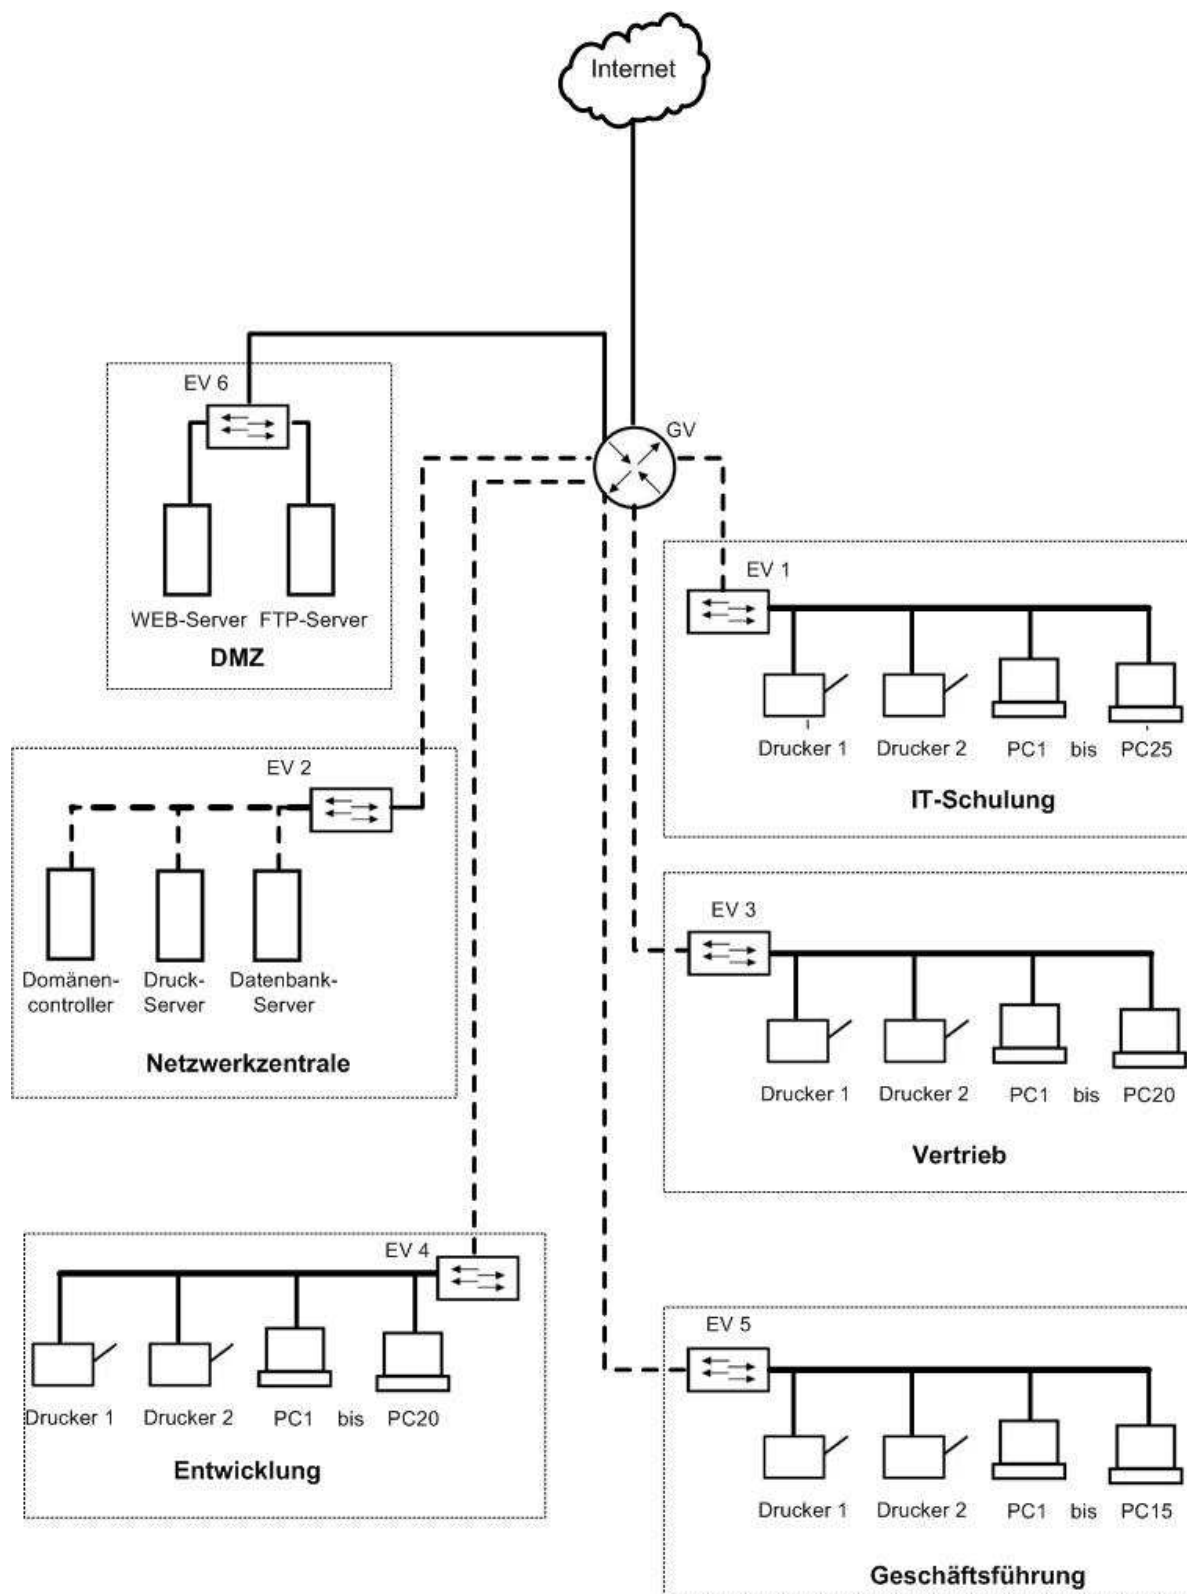 Internet
EV 6
GV
WEB-Server FTP-Server
DMZ
EV 1
Drucker 1 Drucker 2 PC1 bis PC25
IT-Schulung
EV 2
Domänen-
controller
Druck-
Server
Datenbank-
Server
Netzwerkzentrale
EV 3
Drucker 1 Drucker 2 PC1 bis PC20
Vertrieb
EV 4
Drucker 1 Drucker 2 PC1 bis PC20
Entwicklung
EV 5
Drucker 1 Drucker 2 PC1 bis PC15
Geschäftsführung